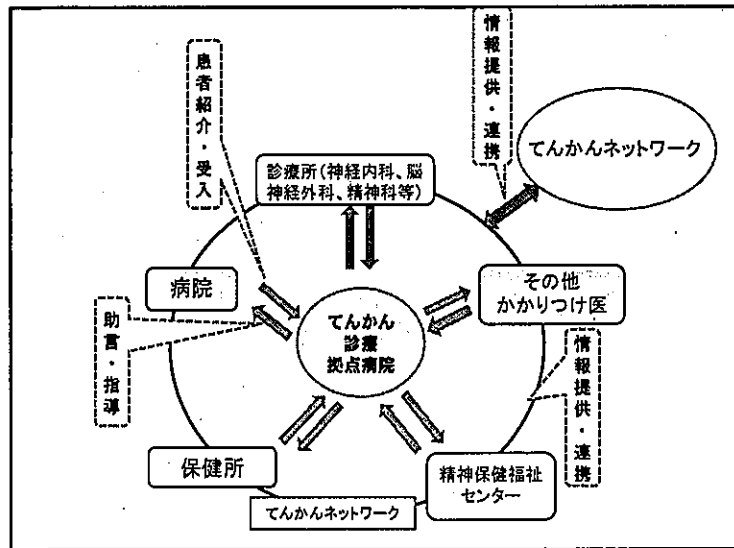 患者紹介・受入
情報提供・連携
てんかんネットワーク
診療所(神経内科、脳
神経外科、精神科等)
病院
その他
かかりつけ医
てんかん
診療
拠点病院
助言・指導
情報提供・連携
保健所
精神保健福祉
センター
てんかんネットワーク